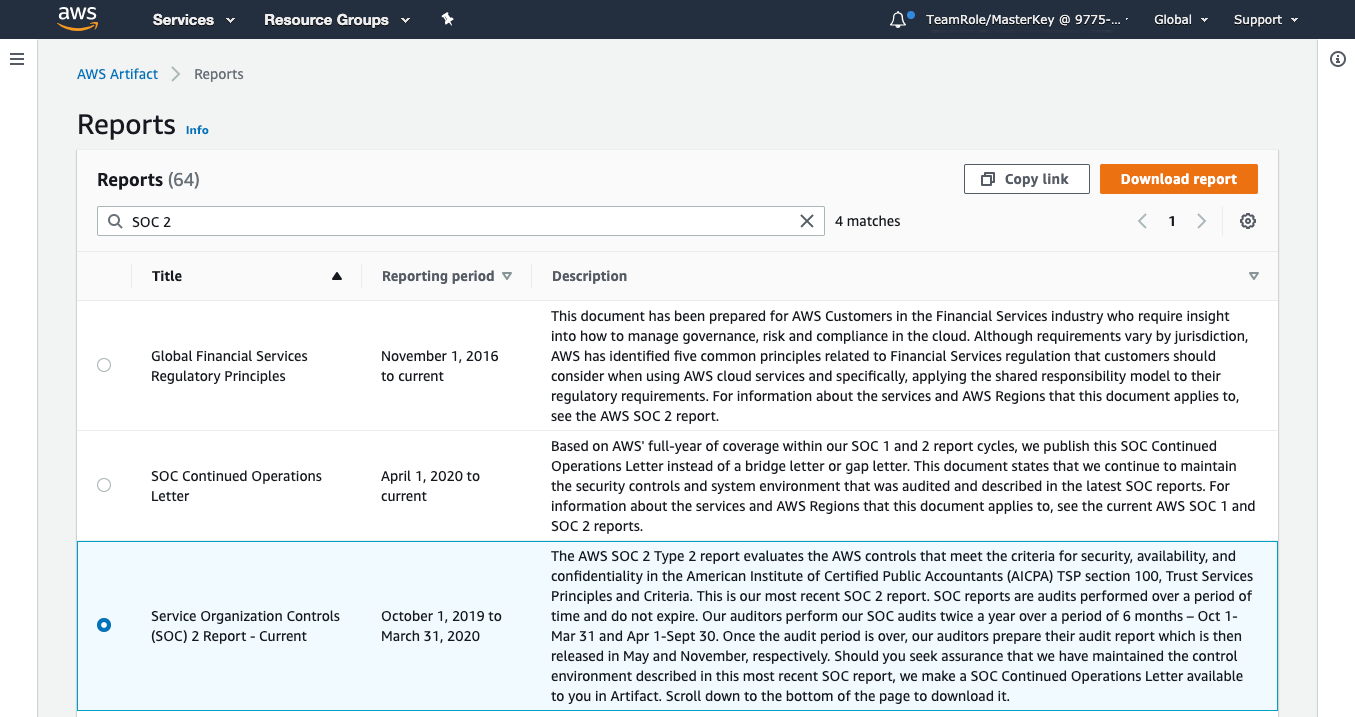 aws Services Resource Groups TeamRole/MasterKey @ 9775-... Global Support
AWS Artifact Reports
Reports Info
Reports (64) Copy link Download report
SOC 2 4 matches 1
Title Reporting period Description
Global Financial Services
Regulatory Principles
November 1, 2016
to current
This document has been prepared for AWS Customers in the Financial Services industry who require insight
into how to manage governance, risk and compliance in the cloud. Although requirements vary by jurisdiction,
AWS has identified five common principles related to Financial Services regulation that customers should
consider when using AWS cloud services and specifically, applying the shared responsibility model to their
regulatory requirements. For information about the services and AWS Regions that this document applies to,
see the AWS SOC 2 report.
SOC Continued Operations
Letter
April 1, 2020 to
current
Based on AWS' full-year of coverage within our SOC 1 and 2 report cycles, we publish this SOC Continued
Operations Letter instead of a bridge letter or gap letter. This document states that we continue to maintain
the security controls and system environment that was audited and described in the latest SOC reports. For
information about the services and AWS Regions that this document applies to, see the current AWS SOC 1 and
SOC 2 reports.
Service Organization Controls
(SOC) 2 Report - Current
October 1, 2019 to
March 31, 2020
The AWS SOC 2 Type 2 report evaluates the AWS controls that meet the criteria for security, availability, and
confidentiality in the American Institute of Certified Public Accountants (AICPA) TSP section 100, Trust Services
Principles and Criteria. This is our most recent SOC 2 report. SOC reports are audits performed over a period of
time and do not expire. Our auditors perform our SOC audits twice a year over a period of 6 months – Oct 1-
Mar 31 and Apr 1-Sept 30. Once the audit period is over, our auditors prepare their audit report which is then
released in May and November, respectively. Should you seek assurance that we have maintained the control
environment described in this most recent SOC report, we make a SOC Continued Operations Letter available
to you in Artifact. Scroll down to the bottom of the page to download it.